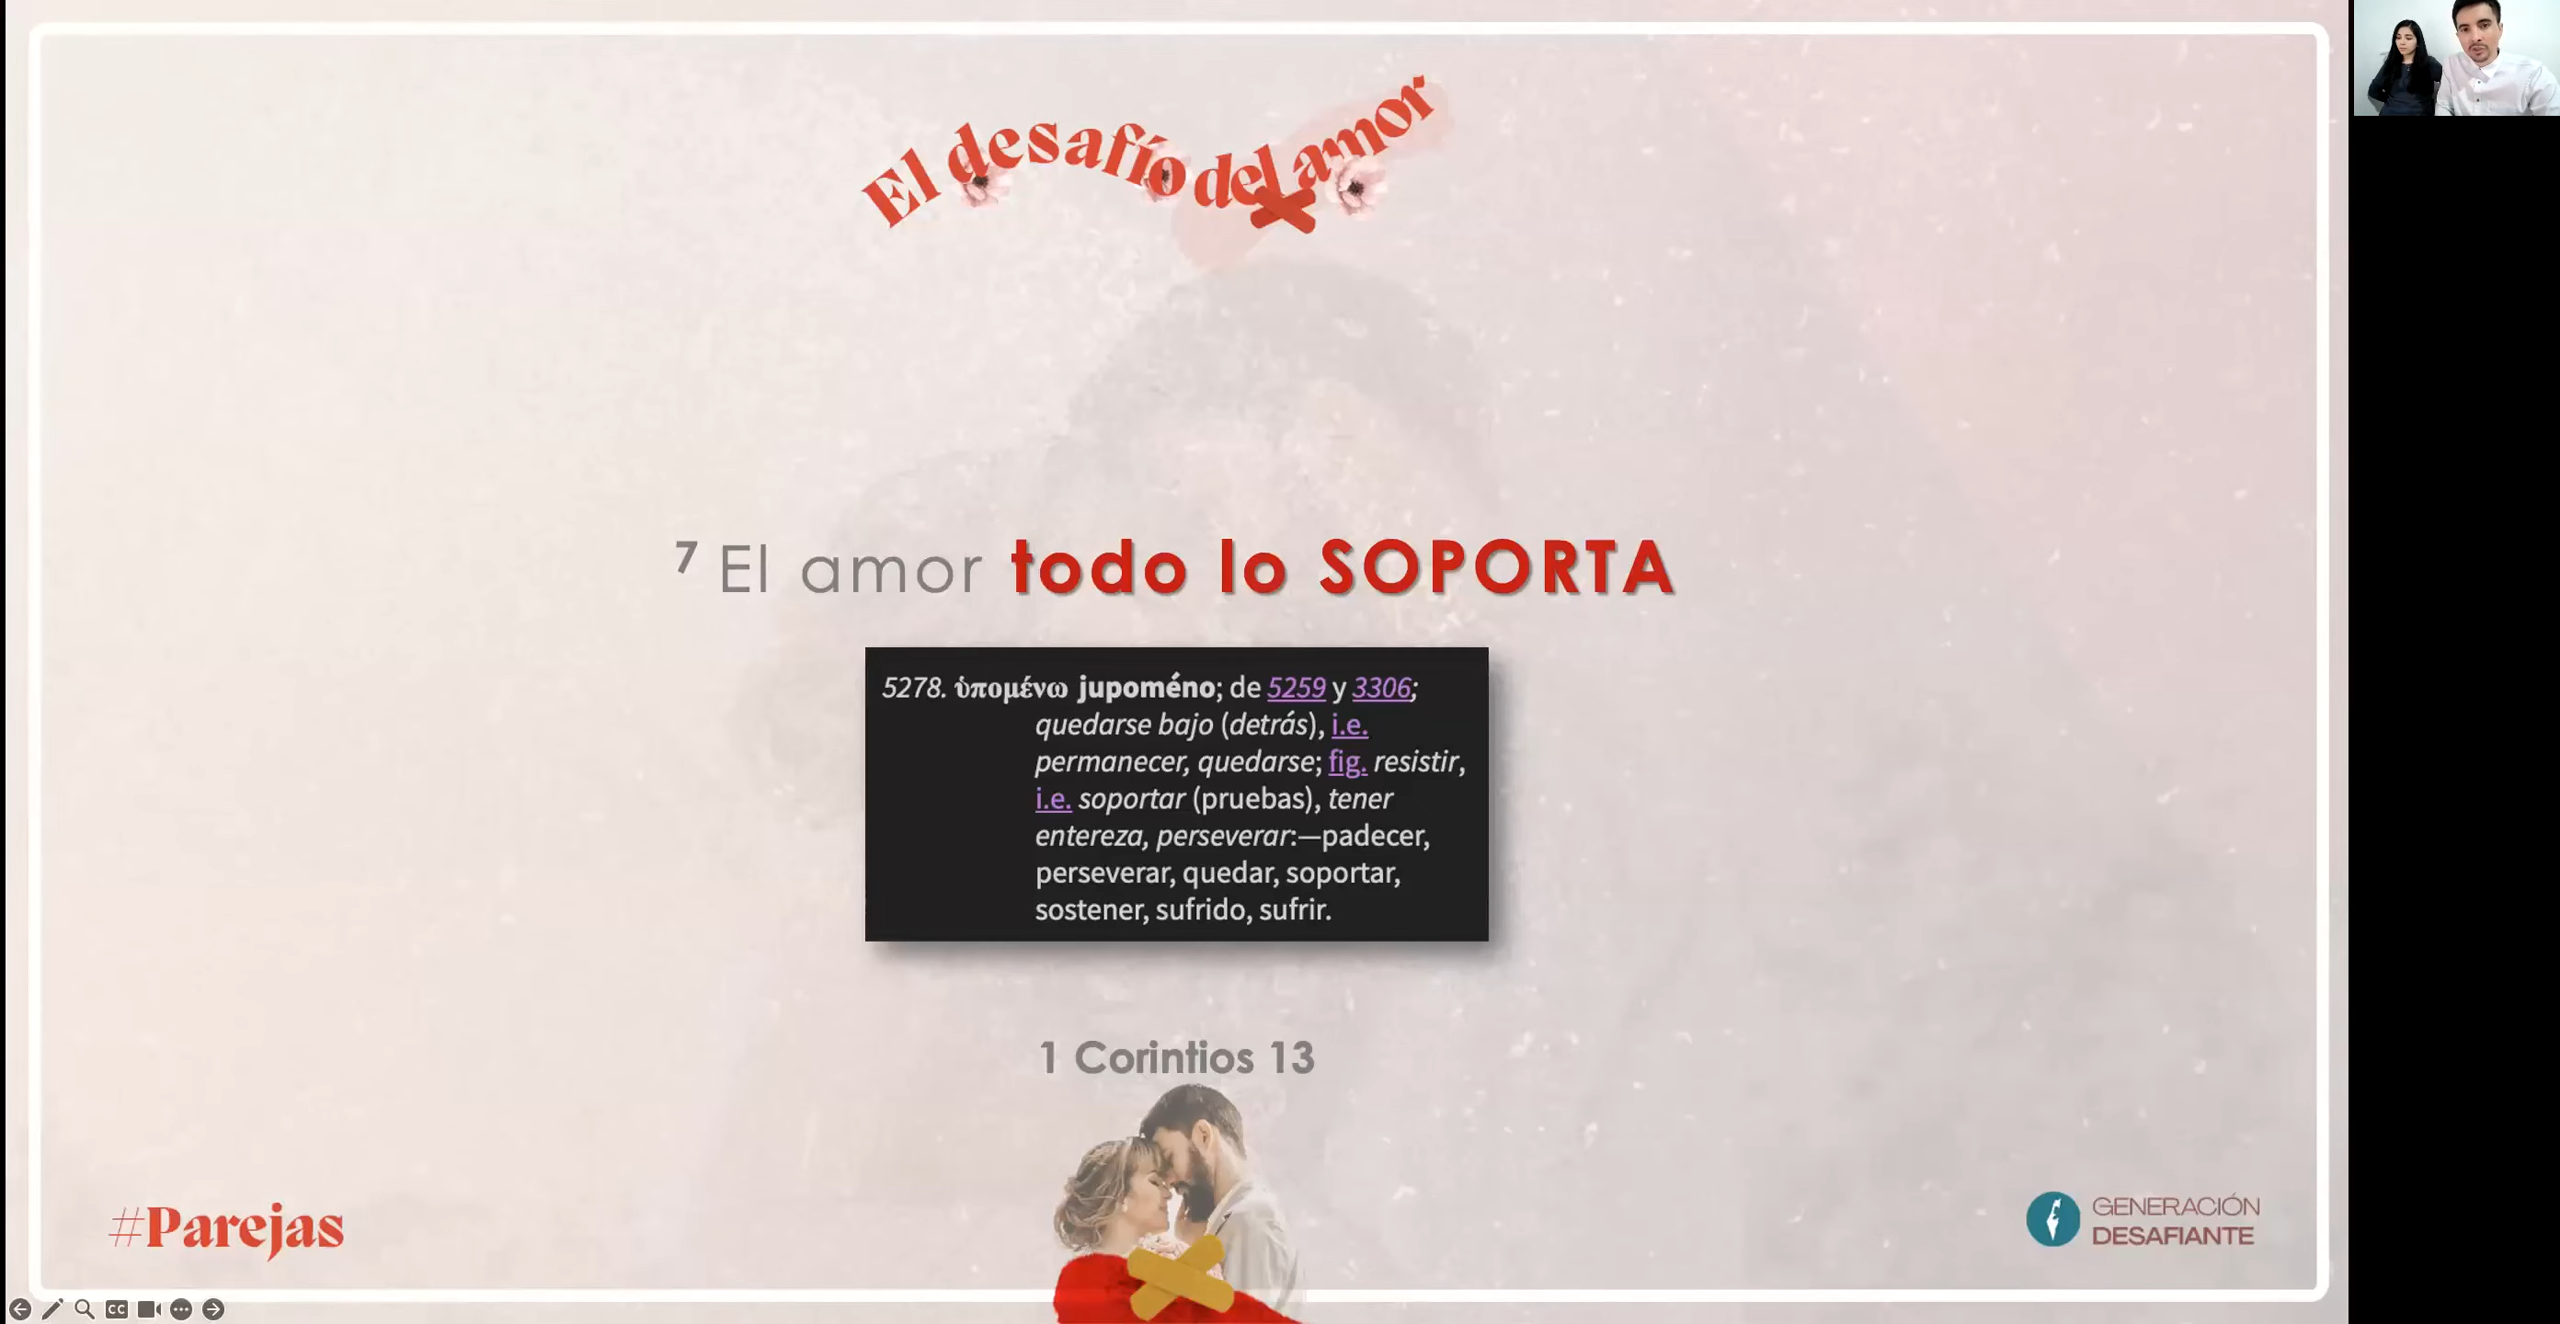 El desafío del amor
7 El amor todo lo SOPORTA
5278. ὑπομένω jupoméno; de 5259 y 3306;
quedarse bajo (detrás), i.e.
permanecer, quedarse; fig. resistir,
i.e. soportar (pruebas), tener
entereza, perseverar:—padecer,
perseverar, quedar, soportar,
sostener, sufrido, sufrir.
1 Corintios 13
#Parejas
GENERACIÓN
DESAFIANTE
CC